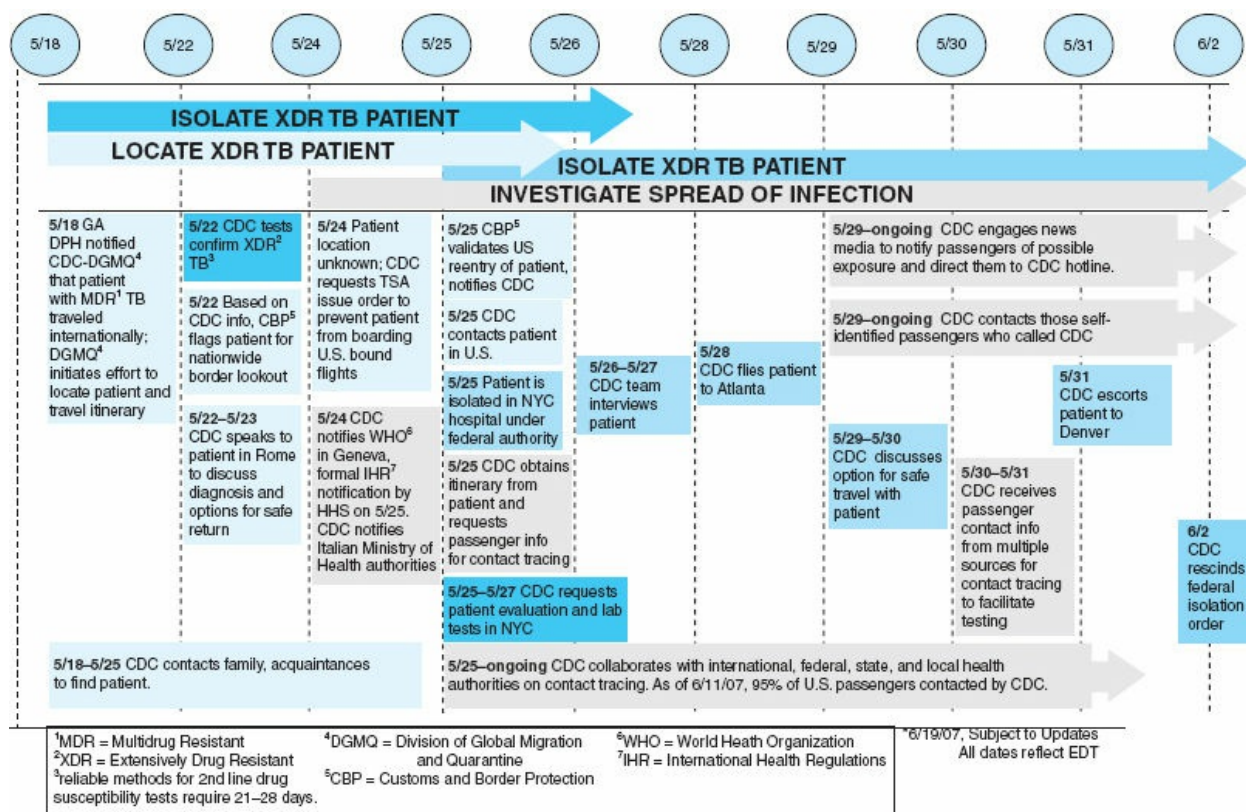 5/18
5/22
5/24
5/25
5/26
5/28
5/29
5/30
5/31
6/2
ISOLATE XDR TB PATIENT
LOCATE XDR TB PATIENT
ISOLATE XDR TB PATIENT
INVESTIGATE SPREAD OF INFECTION
5/18 GA
DPH notified
CDC-DGMQ⁴
that patient
with MDR¹ TB
traveled
internationally;
DGMQ⁴
initiates effort to
locate patient and
travel itinerary
5/22 CDC tests
confirm XDR²
TB³
5/22 Based on
CDC info, CBP⁵
flags patient for
nationwide
border lookout
5/22–5/23
CDC speaks to
patient in Rome
to discuss
diagnosis and
options for safe
return
5/24 Patient
location
unknown; CDC
requests TSA
issue order to
prevent patient
from boarding
U.S. bound
flights
5/24 CDC
notifies WHO⁶
in Geneva,
formal IHR⁷
notification by
HHS on 5/25.
CDC notifies
Italian Ministry of
Health authorities
5/25 CBP⁵
validates US
reentry of patient,
notifies CDC
5/25 CDC
contacts patient
in U.S.
5/25 Patient is
isolated in NYC
hospital under
federal authority
5/25 CDC obtains
itinerary from
patient and
requests
passenger info
for contact tracing
5/25–5/27 CDC requests
patient evaluation and lab
tests in NYC
5/26–5/27
CDC team
interviews
patient
5/28
CDC flies patient
to Atlanta
5/29–ongoing CDC engages news
media to notify passengers of possible
exposure and direct them to CDC hotline.
5/29–ongoing CDC contacts those self-
identified passengers who called CDC
5/29–5/30
CDC discusses
option for safe
travel with
patient
5/30–5/31
CDC receives
passenger
contact info
from multiple
sources for
contact tracing
to facilitate
testing
5/31
CDC escorts
patient to
Denver
6/2
CDC
rescinds
federal
isolation
order
5/18–5/25 CDC contacts family, acquaintances
to find patient.
5/25–ongoing CDC collaborates with international, federal, state, and local health
authorities on contact tracing. As of 6/11/07, 95% of U.S. passengers contacted by CDC.
¹MDR = Multidrug Resistant
²XDR = Extensively Drug Resistant
³reliable methods for 2nd line drug
susceptibility tests require 21–28 days.
⁴DGMQ = Division of Global Migration
and Quarantine
⁵CBP = Customs and Border Protection
⁶WHO = World Heath Organization
⁷IHR = International Health Regulations
*6/19/07, Subject to Updates
All dates reflect EDT